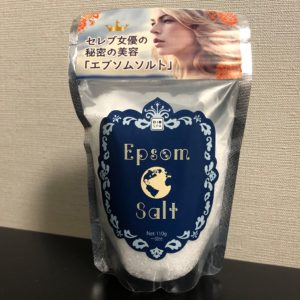 セレブ女優の
秘密の美容
「エプソムソルト」
Epsom
Salt
Net 110g